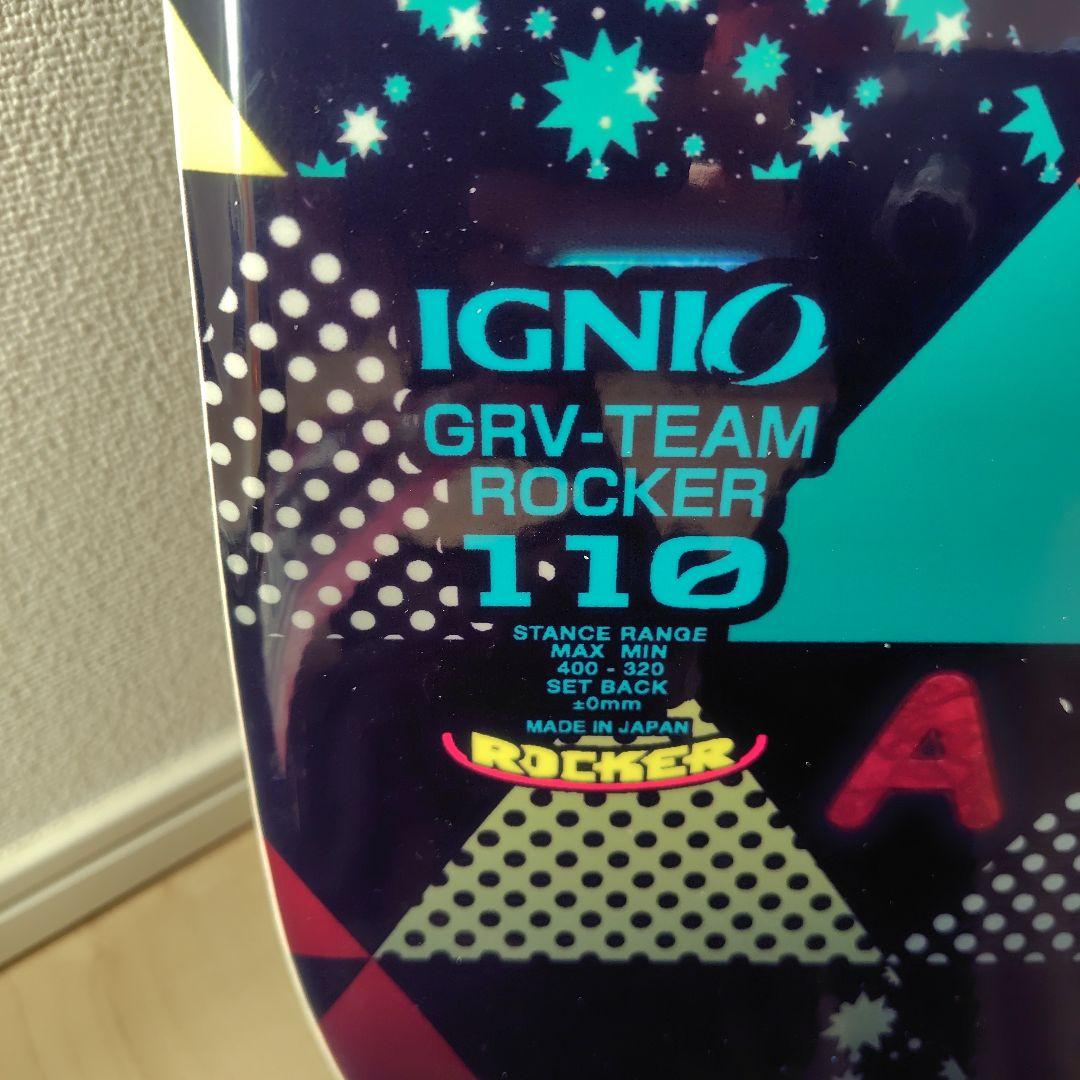 IGNIO
GRV-TEAM
ROCKER
110
STANCE RANGE
MAX MIN
400 - 320
SET BACK
±0mm
MADE IN JAPAN
ROCKER
A